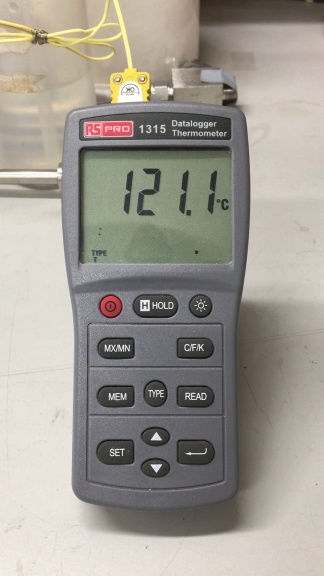 RS PRO 1315 Datalogger
Thermometer
121.1 °C
:
TYPE
T
H HOLD
MX/MN C/F/K
MEM TYPE READ
SET